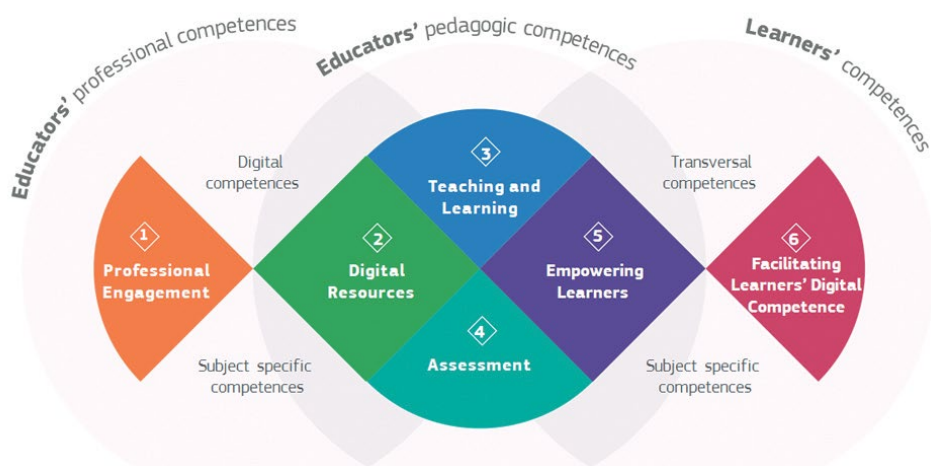 Educators' professional competences
Educators' pedagogic competences
Learners' competences
Digital
competences
Transversal
competences
1
Professional
Engagement
2
Digital
Resources
3
Teaching and
Learning
4
Assessment
5
Empowering
Learners
6
Facilitating
Learners' Digital
Competence
Subject specific
competences
Subject specific
competences